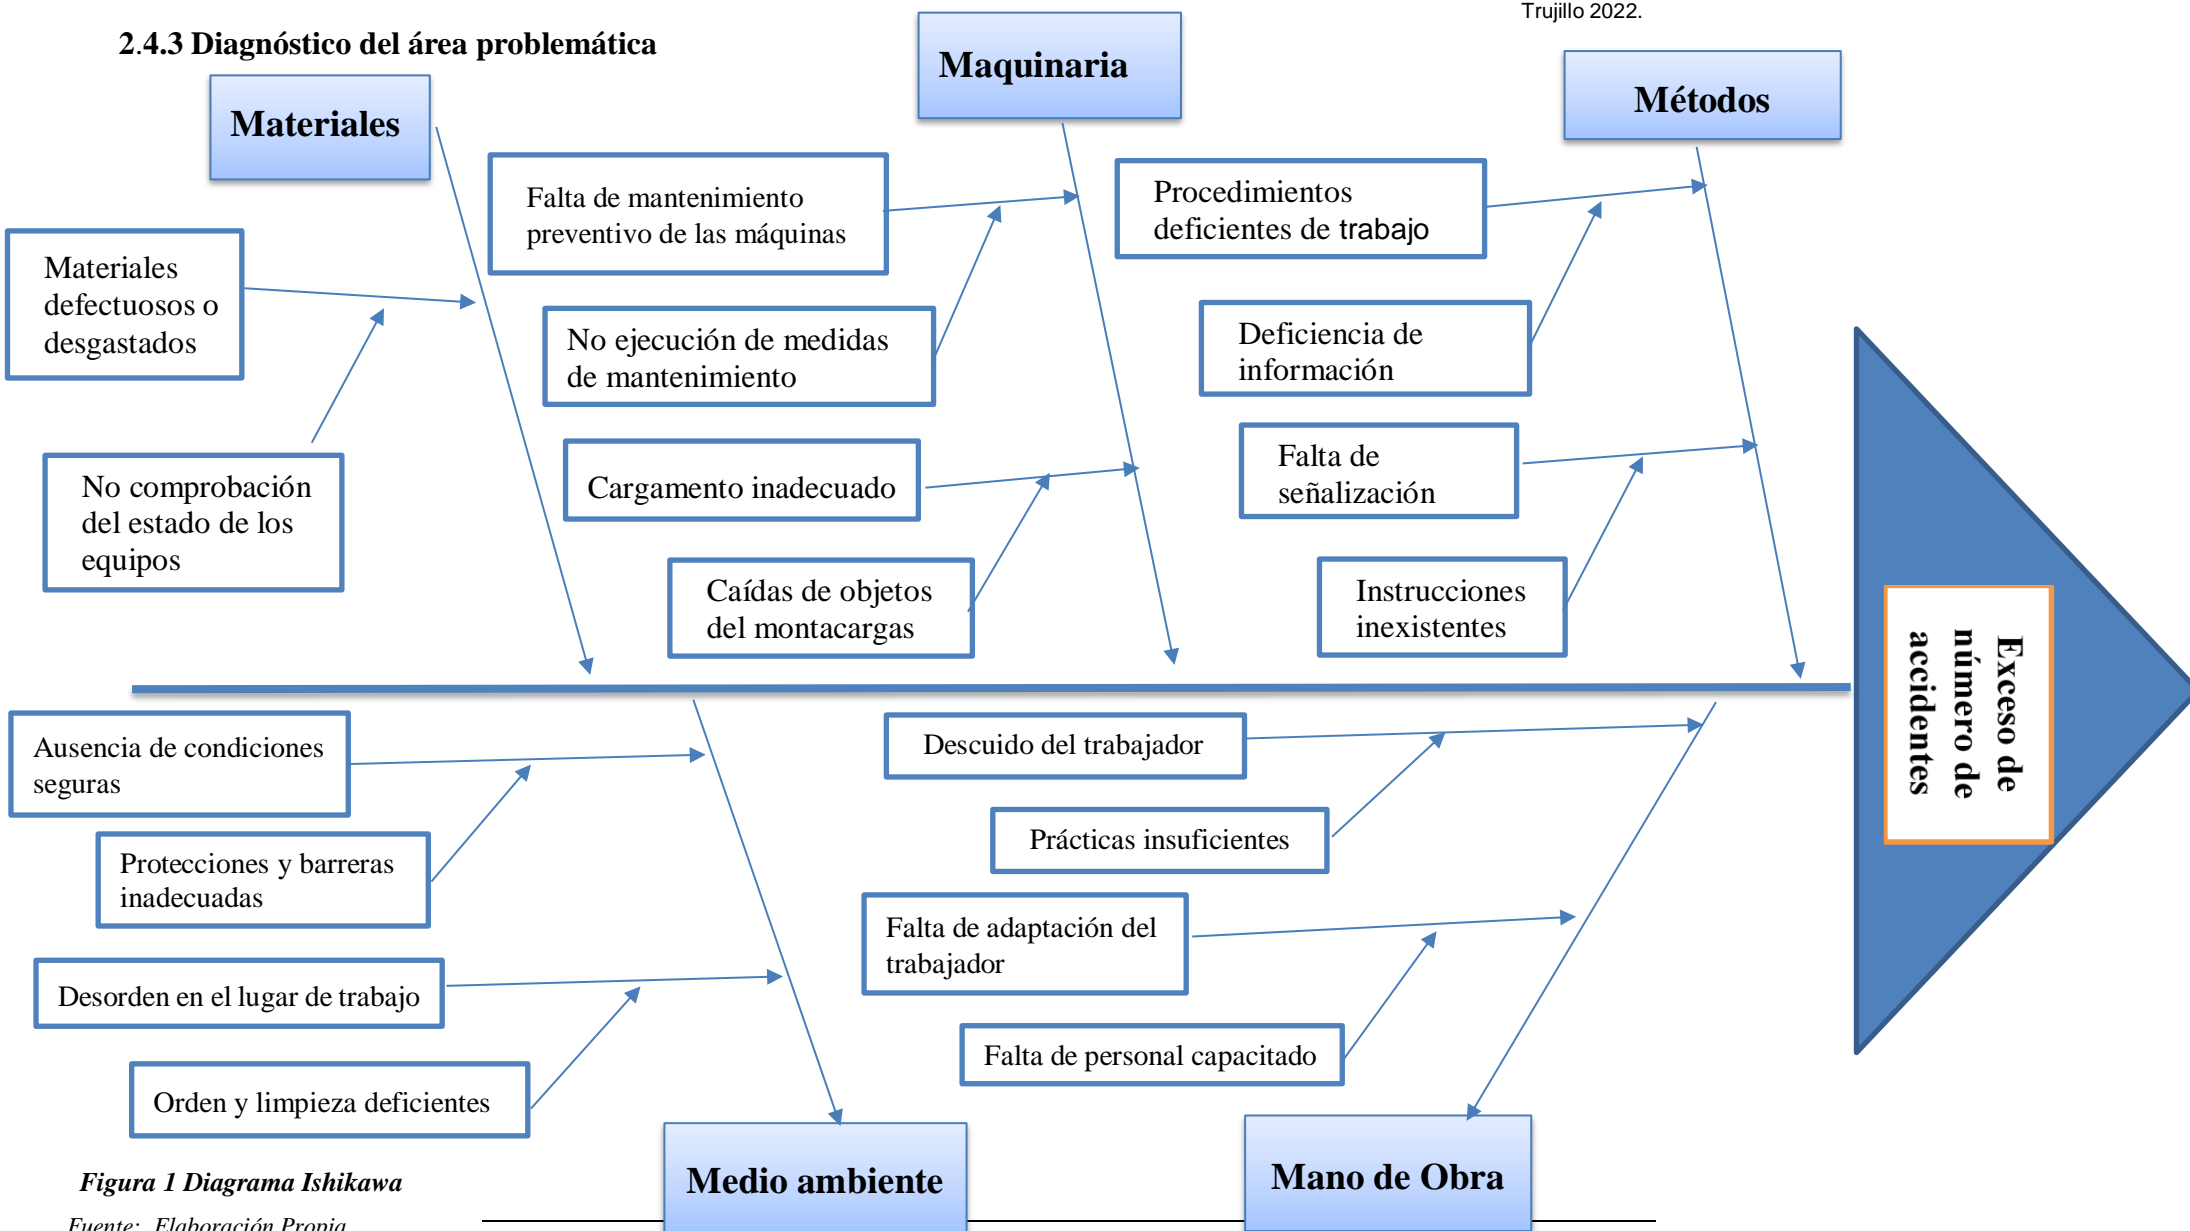 Trujillo 2022.
2.4.3 Diagnóstico del área problemática
Materiales
Maquinaria
Métodos
Materiales
defectuosos o
desgastados
No comprobación
del estado de los
equipos
Falta de mantenimiento
preventivo de las máquinas
No ejecución de medidas
de mantenimiento
Cargamento inadecuado
Caídas de objetos
del montacargas
Procedimientos
deficientes de trabajo
Deficiencia de
información
Falta de
señalización
Instrucciones
inexistentes
Exceso de
número de
accidentes
Ausencia de condiciones
seguras
Protecciones y barreras
inadecuadas
Desorden en el lugar de trabajo
Orden y limpieza deficientes
Descuido del trabajador
Prácticas insuficientes
Falta de adaptación del
trabajador
Falta de personal capacitado
Medio ambiente
Mano de Obra
Figura 1 Diagrama Ishikawa
Fuente: Elaboración Propia